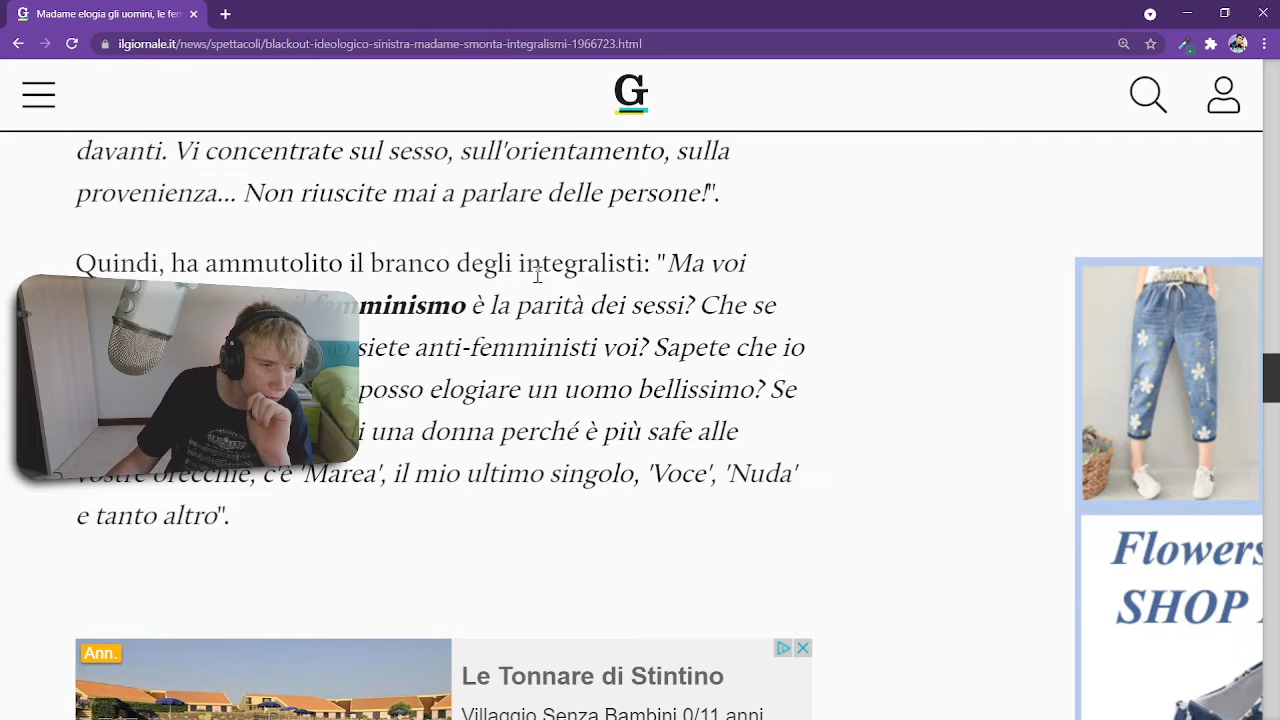 Madame elogia gli uomini, le fem
ilgiornale.it/news/spettacoli/blackout-ideologico-sinistra-madame-smonta-integralismi-1966723.html
G
davanti. Vi concentrate sul sesso, sull'orientamento, sulla
provenienza... Non riuscite mai a parlare delle persone!".
Quindi, ha ammutolito il branco degli integralisti: "Ma voi
il femminismo è la parità dei sessi? Che se
siete anti-femministi voi? Sapete che io
posso elogiare un uomo bellissimo? Se
una donna perché è più safe alle
vostre orecchie, c'è 'Marea', il mio ultimo singolo, 'Voce', 'Nuda'
e tanto altro".
Flowers
SHOP
Ann.
Le Tonnare di Stintino
Villaggio Senza Bambini 0/11 anni